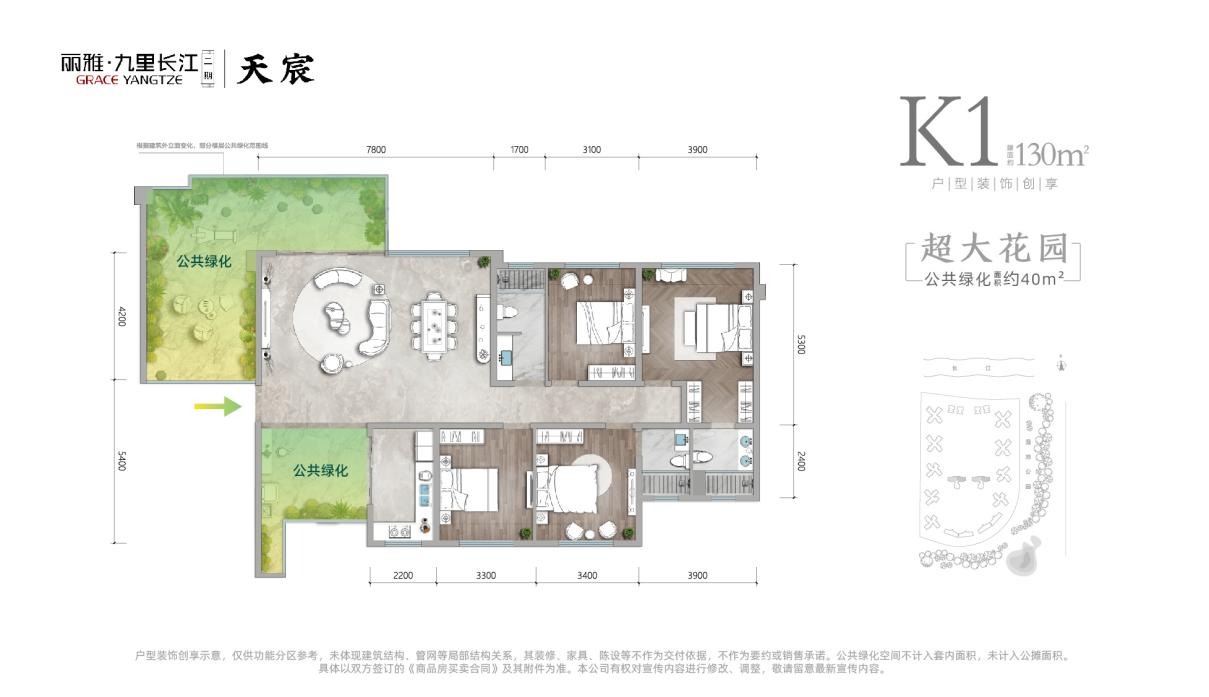 丽雅·九里长江 二期 天宸
GRACE YANGTZE
K1 建面约130m²
户|型|装|饰|创|享
根据建筑外立面变化,部分楼层公共绿化范围线
7800 1700 3100 3900
超大花园
公共绿化面积约40m²
公共绿化
4200
5300
长 江
公共绿化
5400
2400
2200 3300 3400 3900
户型装饰创享示意,仅供功能分区参考,未体现建筑结构、管网等局部结构关系,其装修、家具、陈设等不作为交付依据,不作为要约或销售承诺。公共绿化空间不计入套内面积,未计入公摊面积。
具体以双方签订的《商品房买卖合同》及其附件为准。本公司有权对宣传内容进行修改、调整,敬请留意最新宣传内容。